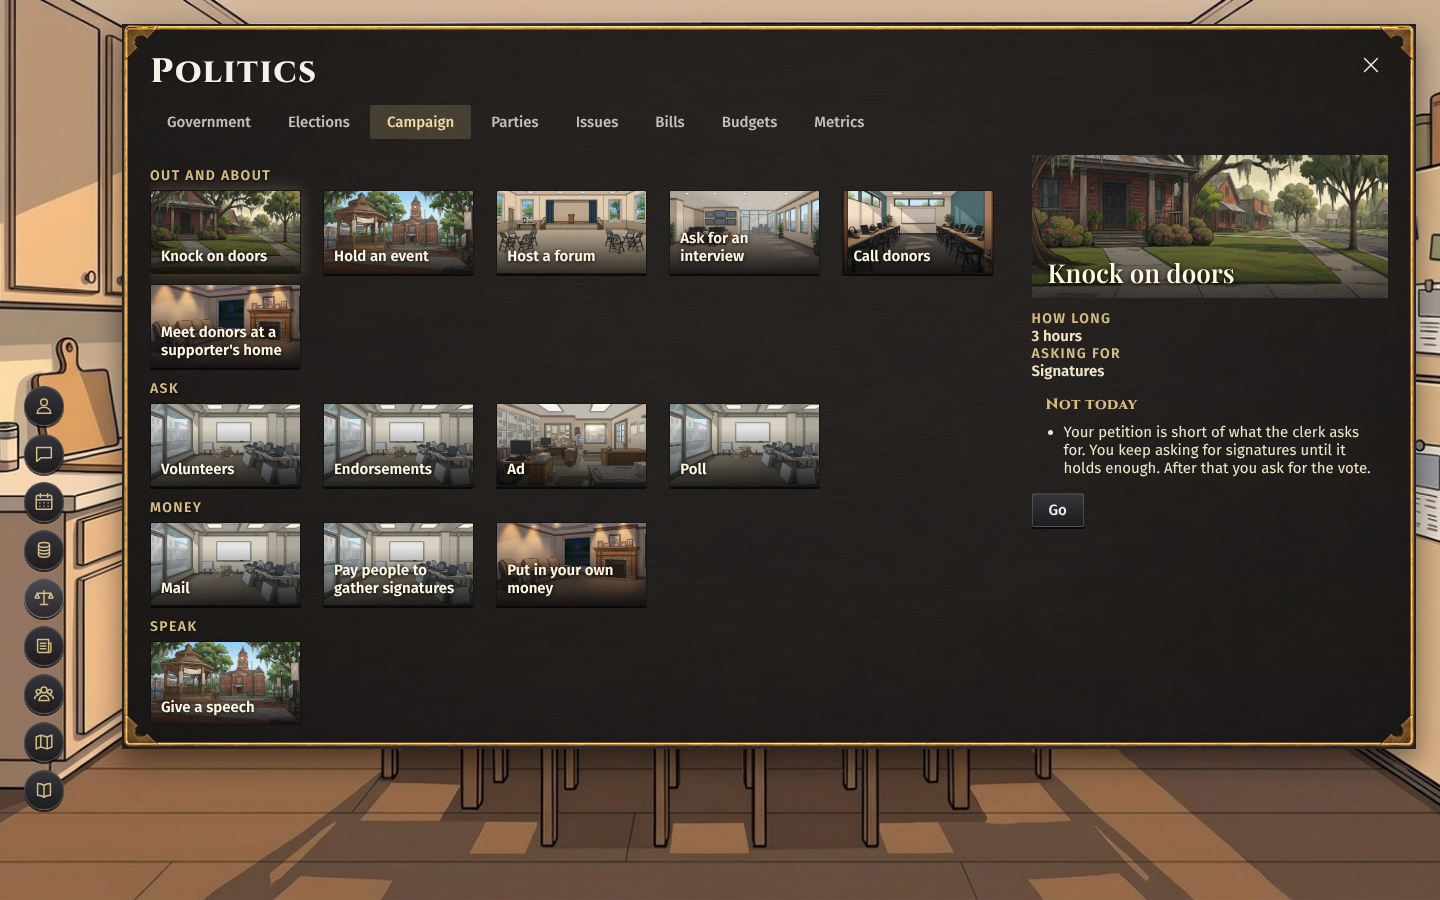 Politics
Government Elections Campaign Parties Issues Bills Budgets Metrics
OUT AND ABOUT
Knock on doors
Hold an event
Host a forum
Ask for an
interview
Call donors
Meet donors at a
supporter's home
ASK
Volunteers
Endorsements
Ad
Poll
MONEY
Mail
Pay people to
gather signatures
Put in your own
money
SPEAK
Give a speech
Knock on doors
HOW LONG
3 hours
ASKING FOR
Signatures
Not today
• Your petition is short of what the clerk asks
for. You keep asking for signatures until it
holds enough. After that you ask for the vote.
Go